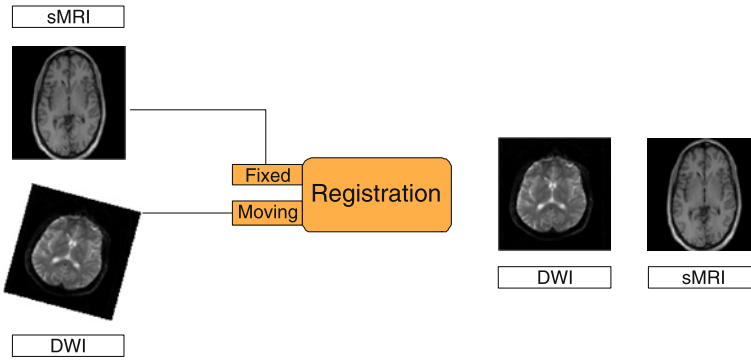 sMRI
Fixed
Registration
Moving
DWI
DWI
sMRI